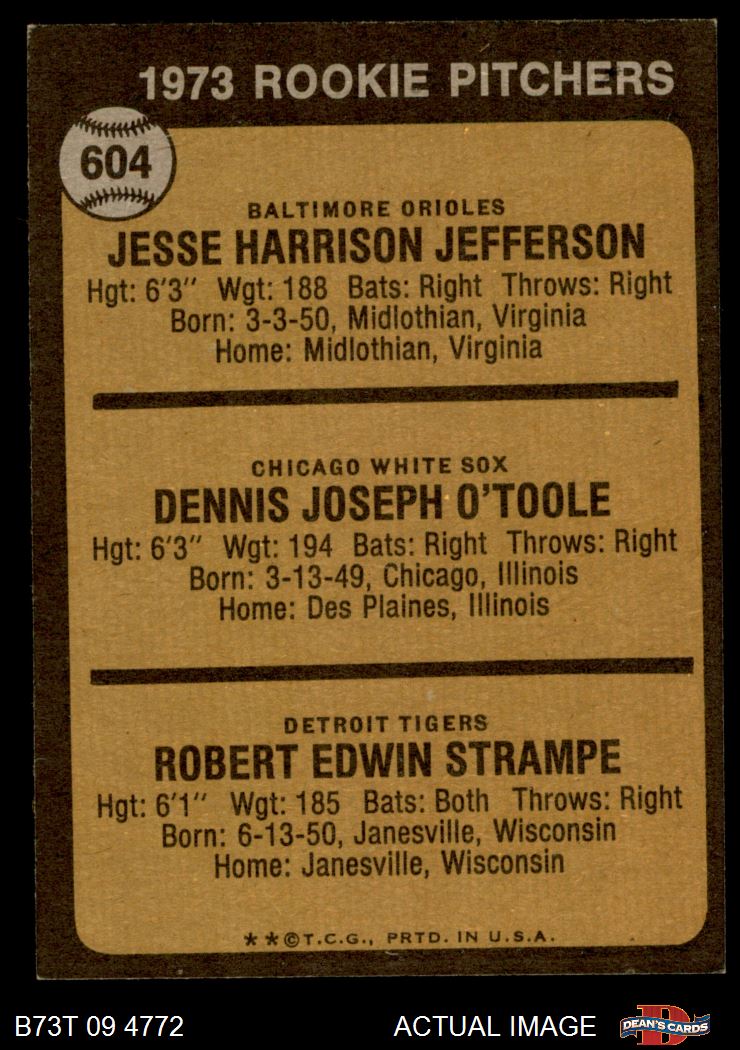 1973 ROOKIE PITCHERS
604
BALTIMORE ORIOLES
JESSE HARRISON JEFFERSON
Hgt: 6'3" Wgt: 188 Bats: Right Throws: Right
Born: 3-3-50, Midlothian, Virginia
Home: Midlothian, Virginia
CHICAGO WHITE SOX
DENNIS JOSEPH O'TOOLE
Hgt: 6'3" Wgt: 194 Bats: Right Throws: Right
Born: 3-13-49, Chicago, Illinois
Home: Des Plaines, Illinois
DETROIT TIGERS
ROBERT EDWIN STRAMPE
Hgt: 6'1" Wgt: 185 Bats: Both Throws: Right
Born: 6-13-50, Janesville, Wisconsin
Home: Janesville, Wisconsin
**©T.C.G., PRTD. IN U.S.A.
B73T 09 4772 ACTUAL IMAGE
D
DEAN'S CARDS